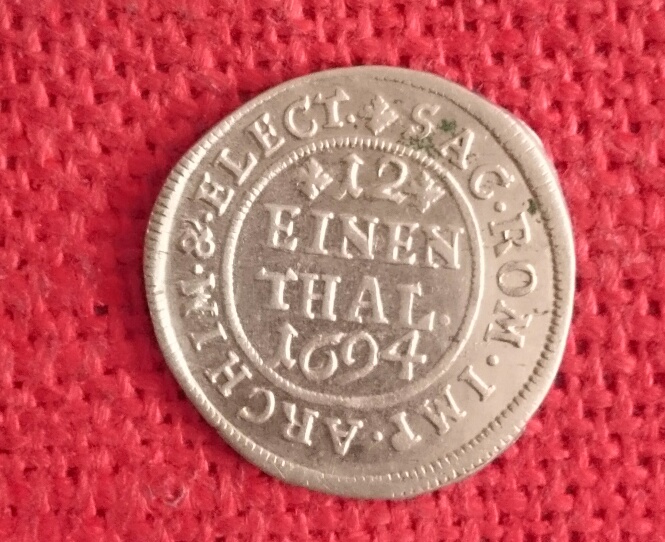 SAC·ROM·IMP·ARCHIM·&·ELECT.
12
EINEN
THAL.
1694